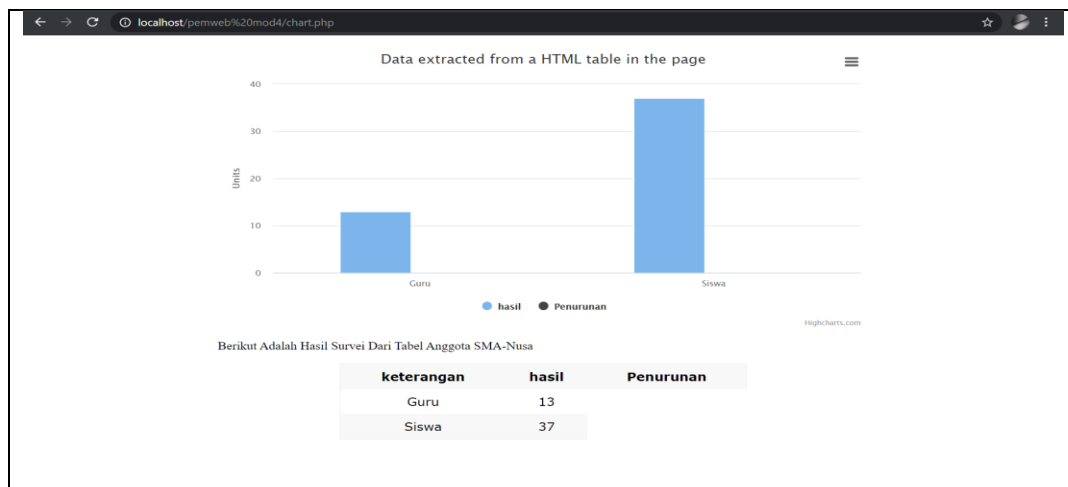 localhost/pemweb%20mod4/chart.php
Data extracted from a HTML table in the page
40
30
20
10
0
Units
Guru Siswa
hasil Penurunan
Highcharts.com
Berikut Adalah Hasil Survei Dari Tabel Anggota SMA-Nusa
keterangan hasil Penurunan
Guru 13
Siswa 37